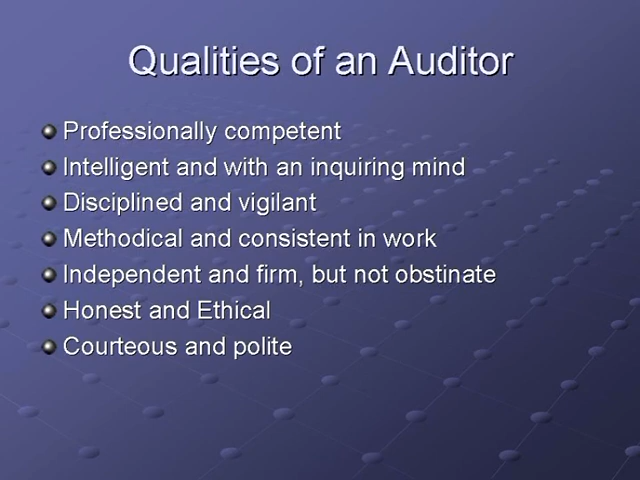 Qualities of an Auditor
Professionally competent
Intelligent and with an inquiring mind
Disciplined and vigilant
Methodical and consistent in work
Independent and firm, but not obstinate
Honest and Ethical
Courteous and polite